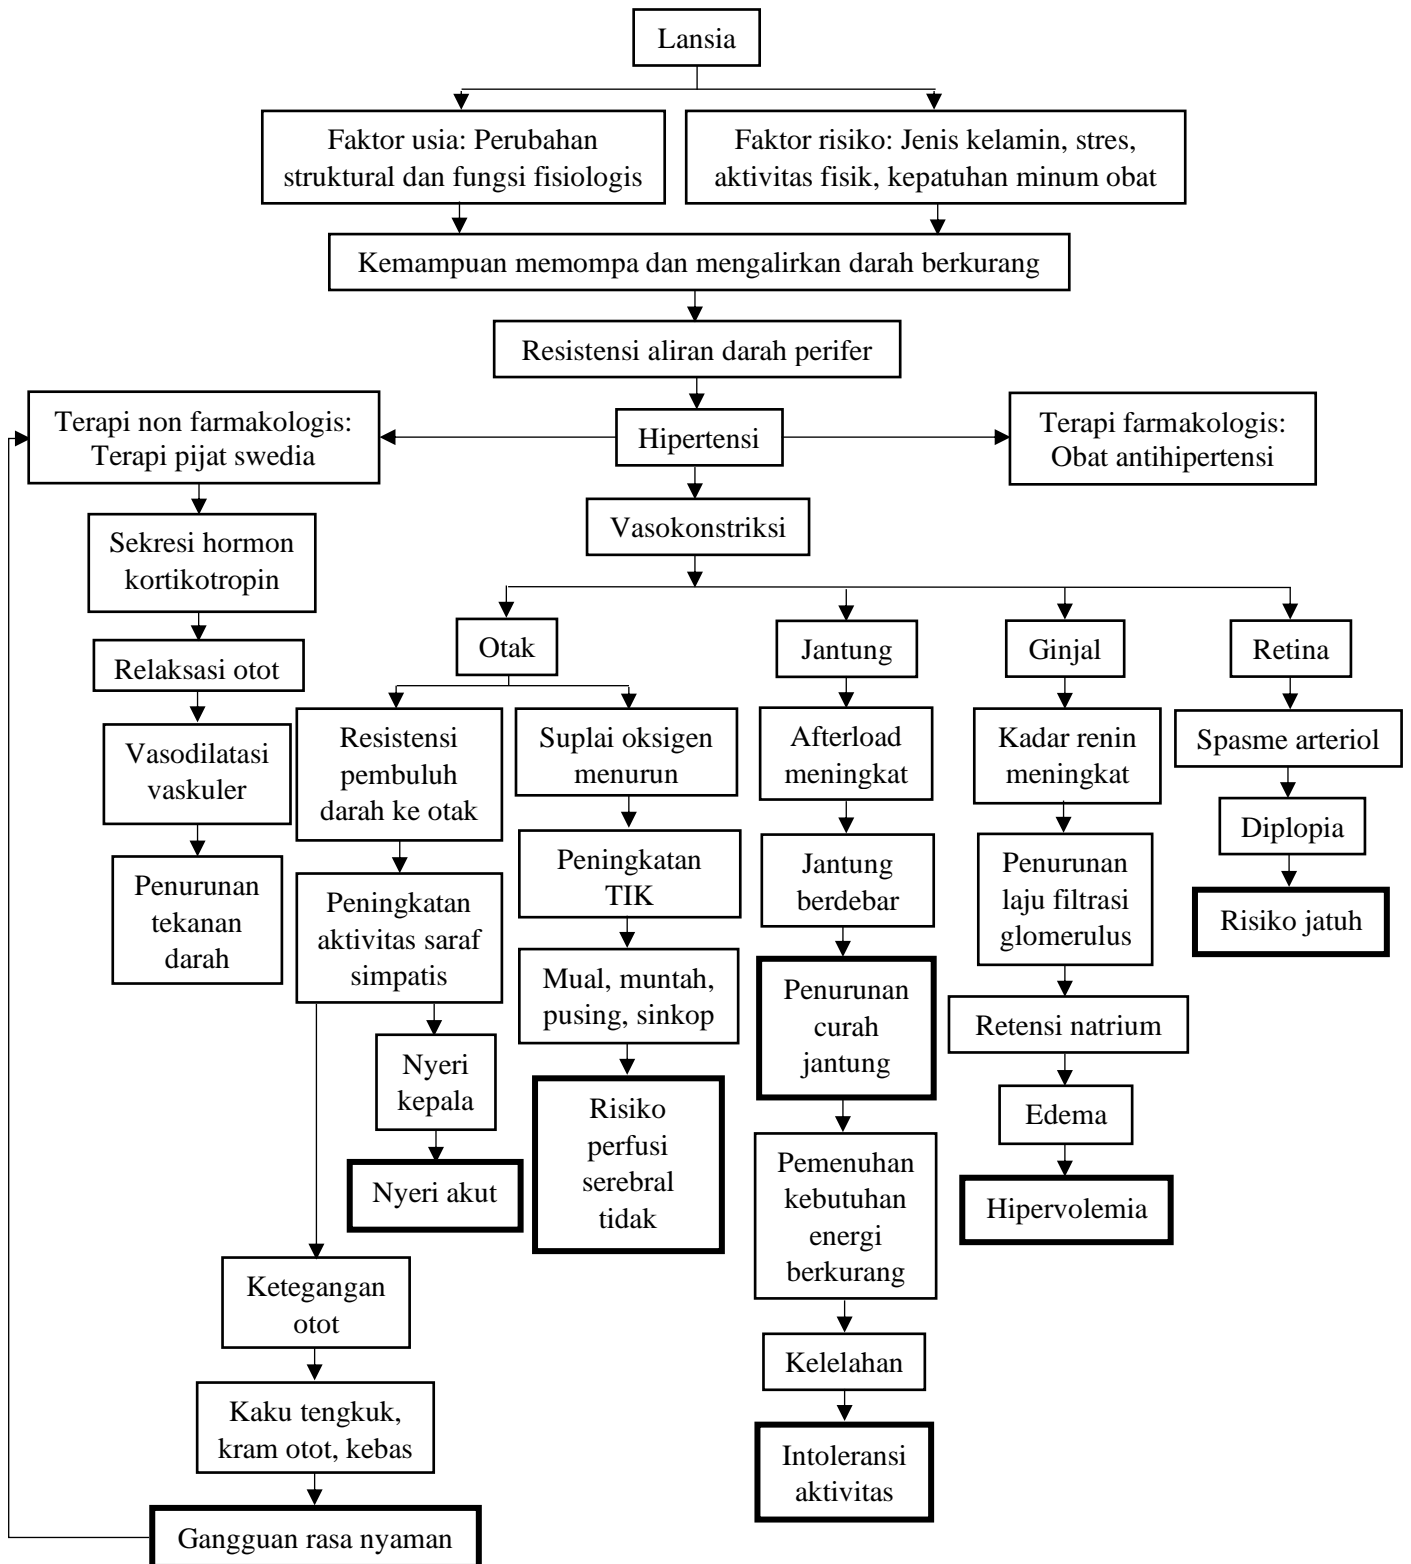 Lansia
Faktor usia: Perubahan
struktural dan fungsi fisiologis
Faktor risiko: Jenis kelamin, stres,
aktivitas fisik, kepatuhan minum obat
Kemampuan memompa dan mengalirkan darah berkurang
Resistensi aliran darah perifer
Terapi non farmakologis:
Terapi pijat swedia
Hipertensi
Terapi farmakologis:
Obat antihipertensi
Vasokonstriksi
Sekresi hormon
kortikotropin
Relaksasi otot
Vasodilatasi
vaskuler
Penurunan
tekanan
darah
Otak
Jantung
Ginjal
Retina
Resistensi
pembuluh
darah ke otak
Peningkatan
aktivitas saraf
simpatis
Nyeri
kepala
Nyeri akut
Ketegangan
otot
Kaku tengkuk,
kram otot, kebas
Gangguan rasa nyaman
Suplai oksigen
menurun
Peningkatan
TIK
Mual, muntah,
pusing, sinkop
Risiko
perfusi
serebral
tidak
Afterload
meningkat
Jantung
berdebar
Penurunan
curah
jantung
Pemenuhan
kebutuhan
energi
berkurang
Kelelahan
Intoleransi
aktivitas
Kadar renin
meningkat
Penurunan
laju filtrasi
glomerulus
Retensi natrium
Edema
Hipervolemia
Spasme arteriol
Diplopia
Risiko jatuh